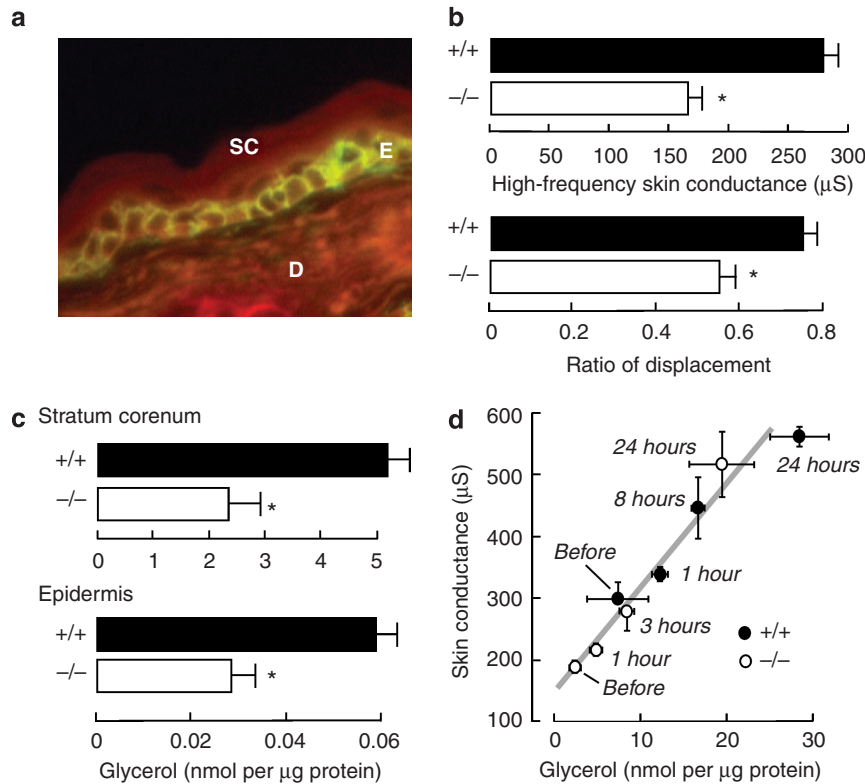 a
SC
E
D
b
+/+
−/−
*
0 50 100 150 200 250 300
High-frequency skin conductance (μS)
+/+
−/−
*
0 0.2 0.4 0.6 0.8
Ratio of displacement
c
Stratum corenum
+/+
−/−
*
0 1 2 3 4 5
Epidermis
+/+
−/−
*
0 0.02 0.04 0.06
Glycerol (nmol per μg protein)
d
600
500
400
300
200
100
Skin conductance (μS)
24 hours
24 hours
8 hours
Before
1 hour
3 hours
1 hour
Before
+/+
−/−
0 10 20 30
Glycerol (nmol per μg protein)